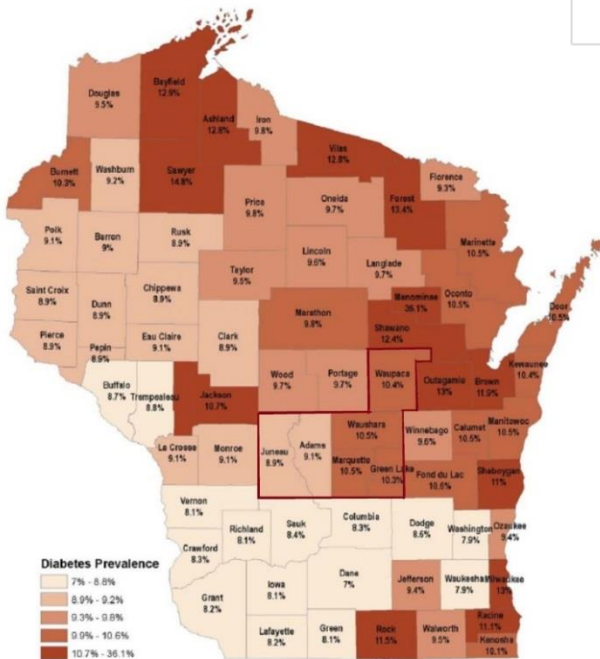 Bayfield
12.9%
Douglas
9.5%
Ashland
12.8%
Iron
9.8%
Vilas
12.8%
Burnett
10.3%
Washburn
9.2%
Sawyer
14.8%
Florence
9.3%
Price
9.8%
Oneida
9.7%
Forest
13.4%
Polk
9.1%
Barron
9%
Rusk
8.9%
Marinette
10.5%
Lincoln
9.6%
Langlade
9.7%
Taylor
9.5%
Saint Croix
8.9%
Dunn
8.9%
Chippewa
8.9%
Menominee
36.1%
Oconto
10.5%
Door
10.5%
Marathon
9.8%
Shawano
12.4%
Pierce
8.9%
Pepin
8.9%
Eau Claire
9.1%
Clark
8.9%
Kewaunee
10.4%
Buffalo
8.7%
Trempealeau
8.8%
Jackson
10.7%
Wood
9.7%
Portage
9.7%
Waupaca
10.4%
Outagamie
13%
Brown
11.9%
La Crosse
9.1%
Monroe
9.1%
Juneau
8.9%
Adams
9.1%
Waushara
10.5%
Winnebago
9.6%
Calumet
10.5%
Manitowoc
10.5%
Marquette
10.5%
Green Lake
10.3%
Fond du Lac
10.6%
Sheboygan
11%
Vernon
8.1%
Richland
8.1%
Sauk
8.4%
Columbia
8.3%
Dodge
8.6%
Washington
7.9%
Ozaukee
9.4%
Crawford
8.3%
Diabetes Prevalence
7% - 8.8%
8.9% - 9.2%
9.3% - 9.8%
9.9% - 10.6%
10.7% - 36.1%
Grant
8.2%
Iowa
8.1%
Dane
7%
Jefferson
9.4%
Waukesha
7.9%
Milwaukee
13%
Lafayette
8.2%
Green
8.1%
Rock
11.5%
Walworth
9.5%
Racine
11.1%
Kenosha
10.1%